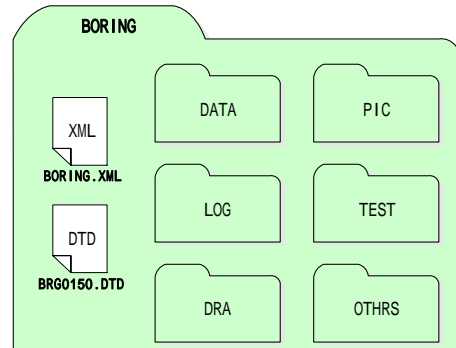 BORING
XML
BORING.XML
DTD
BRG0150.DTD
DATA
PIC
LOG
TEST
DRA
OTHRS